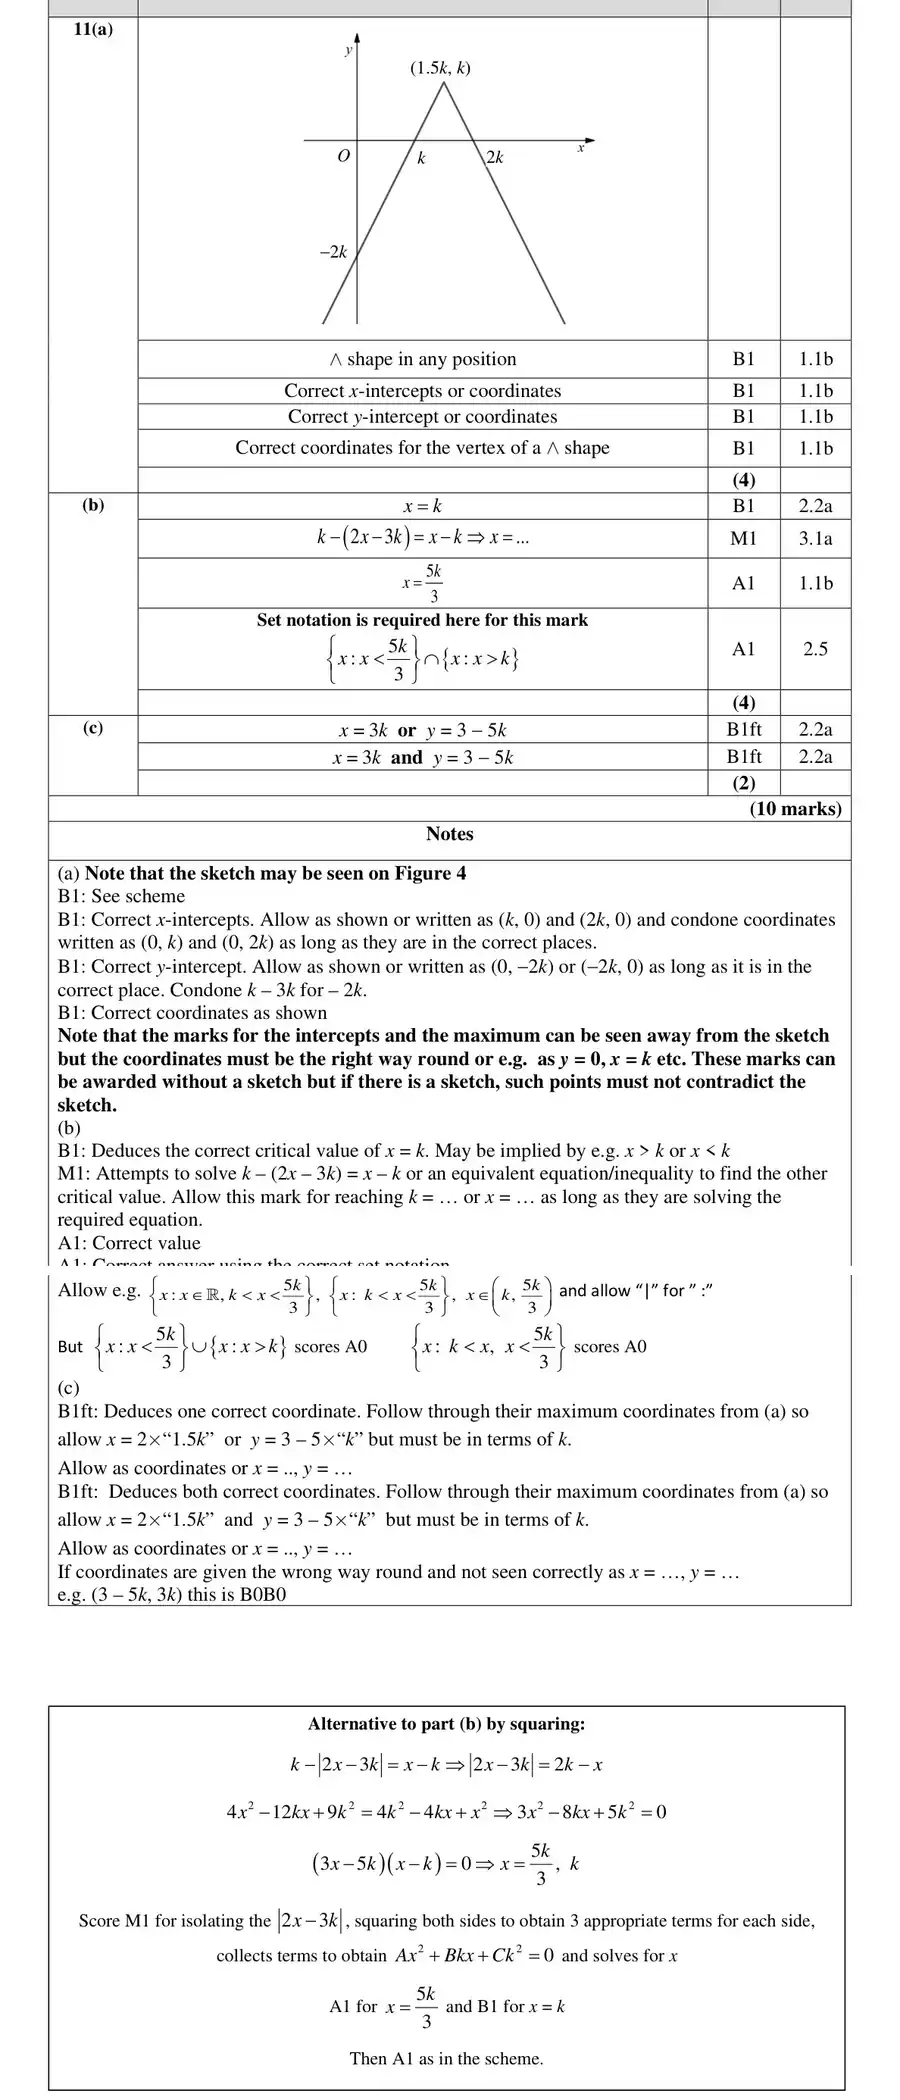 11(a)
y
(1.5k, k)
O
k
2k
x
−2k
∧ shape in any position B1 1.1b
Correct x-intercepts or coordinates B1 1.1b
Correct y-intercept or coordinates B1 1.1b
Correct coordinates for the vertex of a ∧ shape B1 1.1b
(4)
(b) x = k B1 2.2a
k − (2x − 3k) = x − k ⇒ x = ... M1 3.1a
x = 5k/3 A1 1.1b
Set notation is required here for this mark
{x : x < 5k/3} ∩ {x : x > k} A1 2.5
(4)
(c) x = 3k or y = 3 – 5k B1ft 2.2a
x = 3k and y = 3 – 5k B1ft 2.2a
(2)
(10 marks)
Notes
(a) Note that the sketch may be seen on Figure 4
B1: See scheme
B1: Correct x-intercepts. Allow as shown or written as (k, 0) and (2k, 0) and condone coordinates
written as (0, k) and (0, 2k) as long as they are in the correct places.
B1: Correct y-intercept. Allow as shown or written as (0, –2k) or (–2k, 0) as long as it is in the
correct place. Condone k – 3k for – 2k.
B1: Correct coordinates as shown
Note that the marks for the intercepts and the maximum can be seen away from the sketch
but the coordinates must be the right way round or e.g. as y = 0, x = k etc. These marks can
be awarded without a sketch but if there is a sketch, such points must not contradict the
sketch.
(b)
B1: Deduces the correct critical value of x = k. May be implied by e.g. x > k or x < k
M1: Attempts to solve k – (2x – 3k) = x – k or an equivalent equation/inequality to find the other
critical value. Allow this mark for reaching k = … or x = … as long as they are solving the
required equation.
A1: Correct value
A1: Correct answer using the correct set notation
Allow e.g. {x : x ∈ ℝ, k < x < 5k/3}, {x : k < x < 5k/3}, x ∈ (k, 5k/3) and allow “|” for ” :”
But {x : x < 5k/3} ∪ {x : x > k} scores A0 {x : k < x, x < 5k/3} scores A0
(c)
B1ft: Deduces one correct coordinate. Follow through their maximum coordinates from (a) so
allow x = 2×“1.5k” or y = 3 – 5×“k” but must be in terms of k.
Allow as coordinates or x = .., y = …
B1ft: Deduces both correct coordinates. Follow through their maximum coordinates from (a) so
allow x = 2×“1.5k” and y = 3 – 5×“k” but must be in terms of k.
Allow as coordinates or x = .., y = …
If coordinates are given the wrong way round and not seen correctly as x = …, y = …
e.g. (3 – 5k, 3k) this is B0B0
Alternative to part (b) by squaring:
k − |2x − 3k| = x − k ⇒ |2x − 3k| = 2k − x
4x² − 12kx + 9k² = 4k² − 4kx + x² ⇒ 3x² − 8kx + 5k² = 0
(3x − 5k)(x − k) = 0 ⇒ x = 5k/3, k
Score M1 for isolating the |2x − 3k|, squaring both sides to obtain 3 appropriate terms for each side,
collects terms to obtain Ax² + Bkx + Ck² = 0 and solves for x
A1 for x = 5k/3 and B1 for x = k
Then A1 as in the scheme.